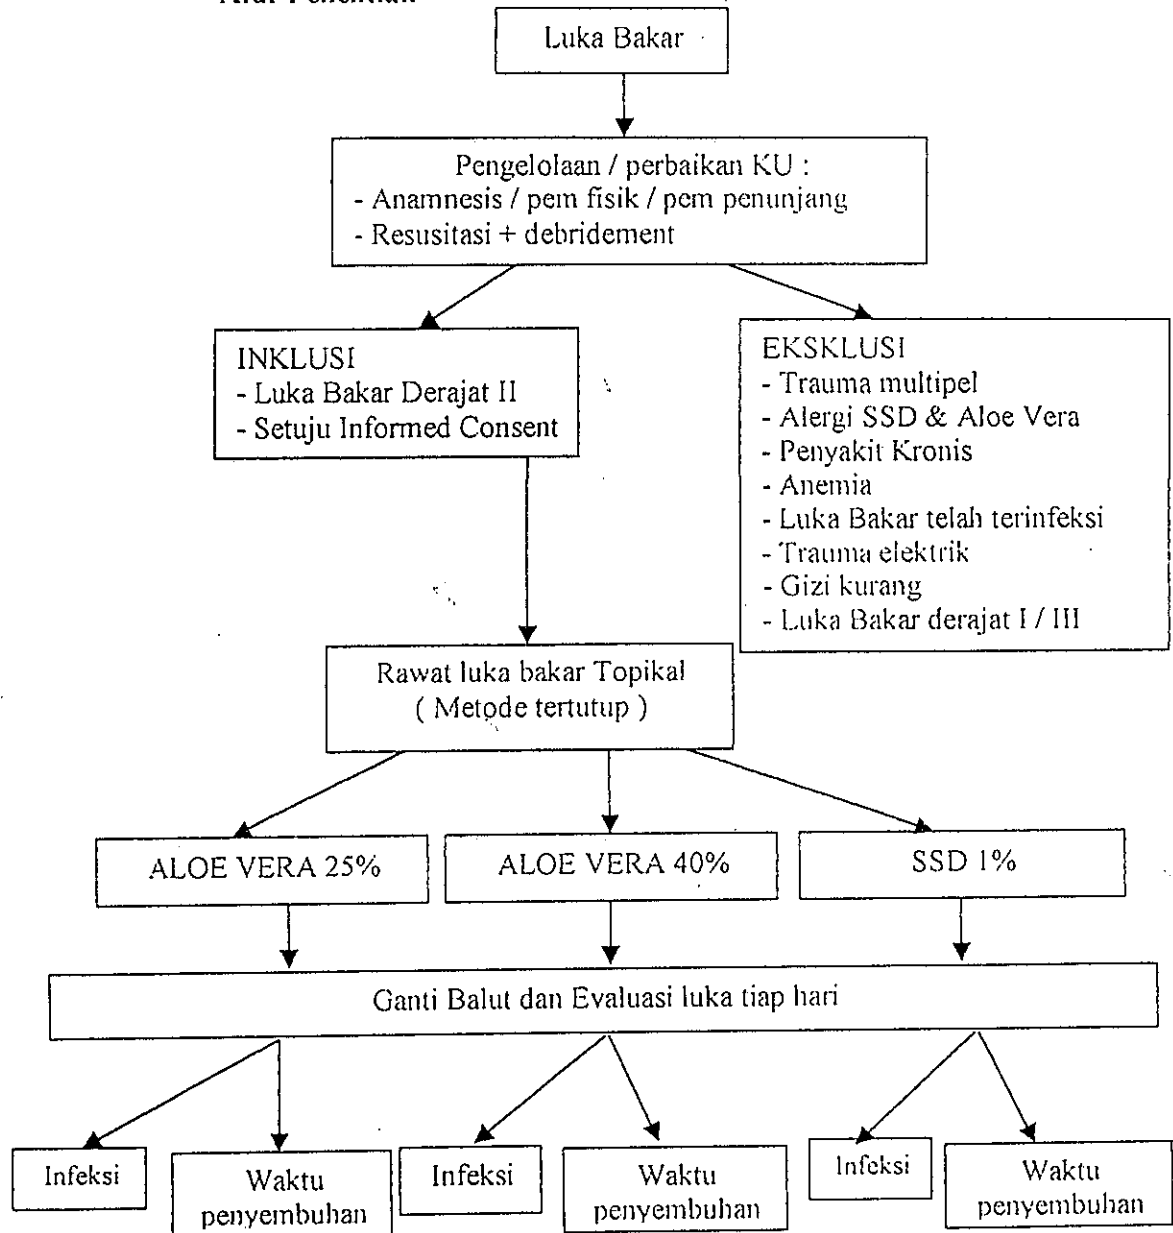 Alur Penelitian
Luka Bakar
Pengelolaan / perbaikan KU :
- Anamnesis / pem fisik / pem penunjang
- Resusitasi + debridement
INKLUSI
- Luka Bakar Derajat II
- Setuju Informed Consent
EKSKLUSI
- Trauma multipel
- Alergi SSD & Aloe Vera
- Penyakit Kronis
- Anemia
- Luka Bakar telah terinfeksi
- Trauma elektrik
- Gizi kurang
- Luka Bakar derajat I / III
Rawat luka bakar Topikal
( Metode tertutup )
ALOE VERA 25%
ALOE VERA 40%
SSD 1%
Ganti Balut dan Evaluasi luka tiap hari
Infeksi
Waktu
penyembuhan
Infeksi
Waktu
penyembuhan
Infeksi
Waktu
penyembuhan